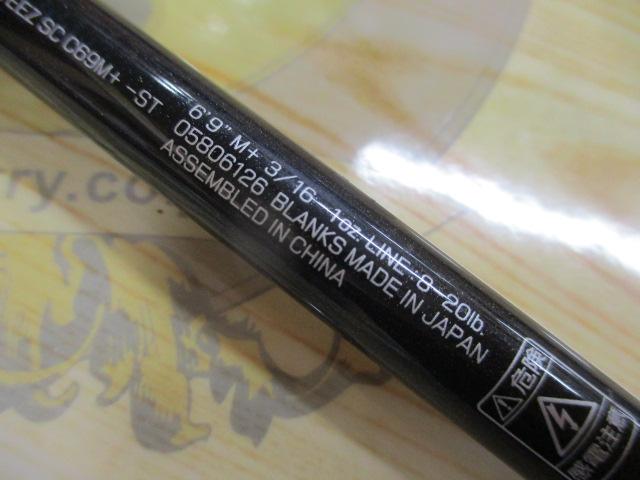 EEZ SC C69M+ -ST
6'9" M+ 3/16-1oz LINE:8-20lb.
05806126 BLANKS MADE IN JAPAN
ASSEMBLED IN CHINA
危険
感電注意
ry.co